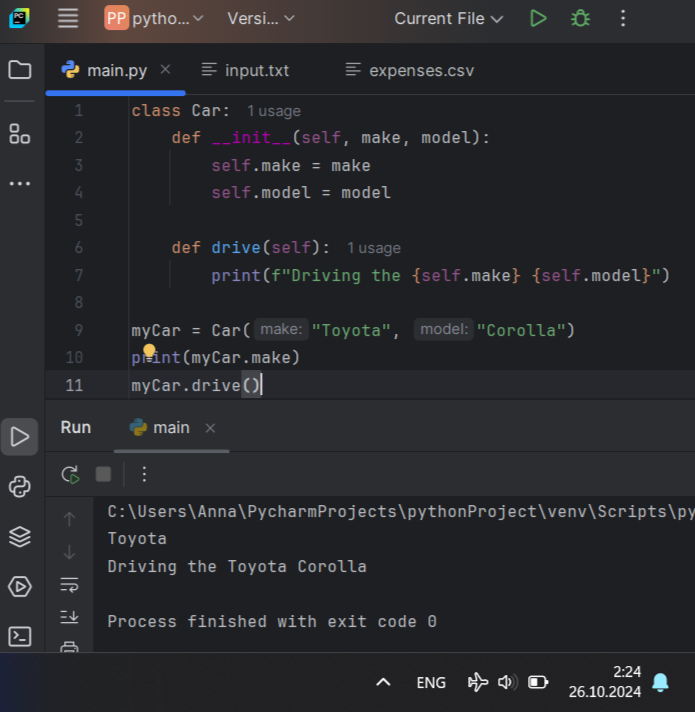 PC
PP pytho... Versi... Current File
main.py input.txt expenses.csv
1 class Car: 1 usage
2 def __init__(self, make, model):
3 self.make = make
4 self.model = model
5
6 def drive(self): 1 usage
7 print(f"Driving the {self.make} {self.model}")
8
9 myCar = Car( make: "Toyota", model: "Corolla")
10 print(myCar.make)
11 myCar.drive()
Run main
C:\Users\Anna\PycharmProjects\pythonProject\venv\Scripts\py
Toyota
Driving the Toyota Corolla
Process finished with exit code 0
ENG 2:24
26.10.2024